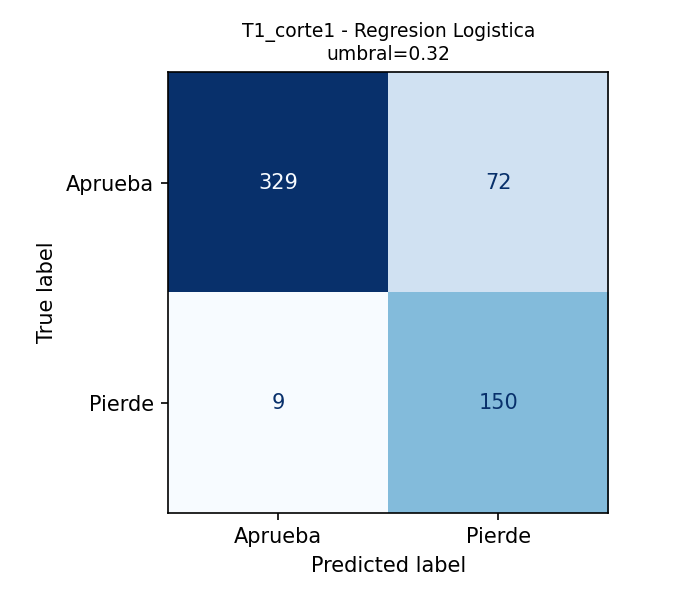 T1_corte1 - Regresion Logistica
umbral=0.32
True label
Aprueba
329
72
Pierde
9
150
Aprueba
Pierde
Predicted label